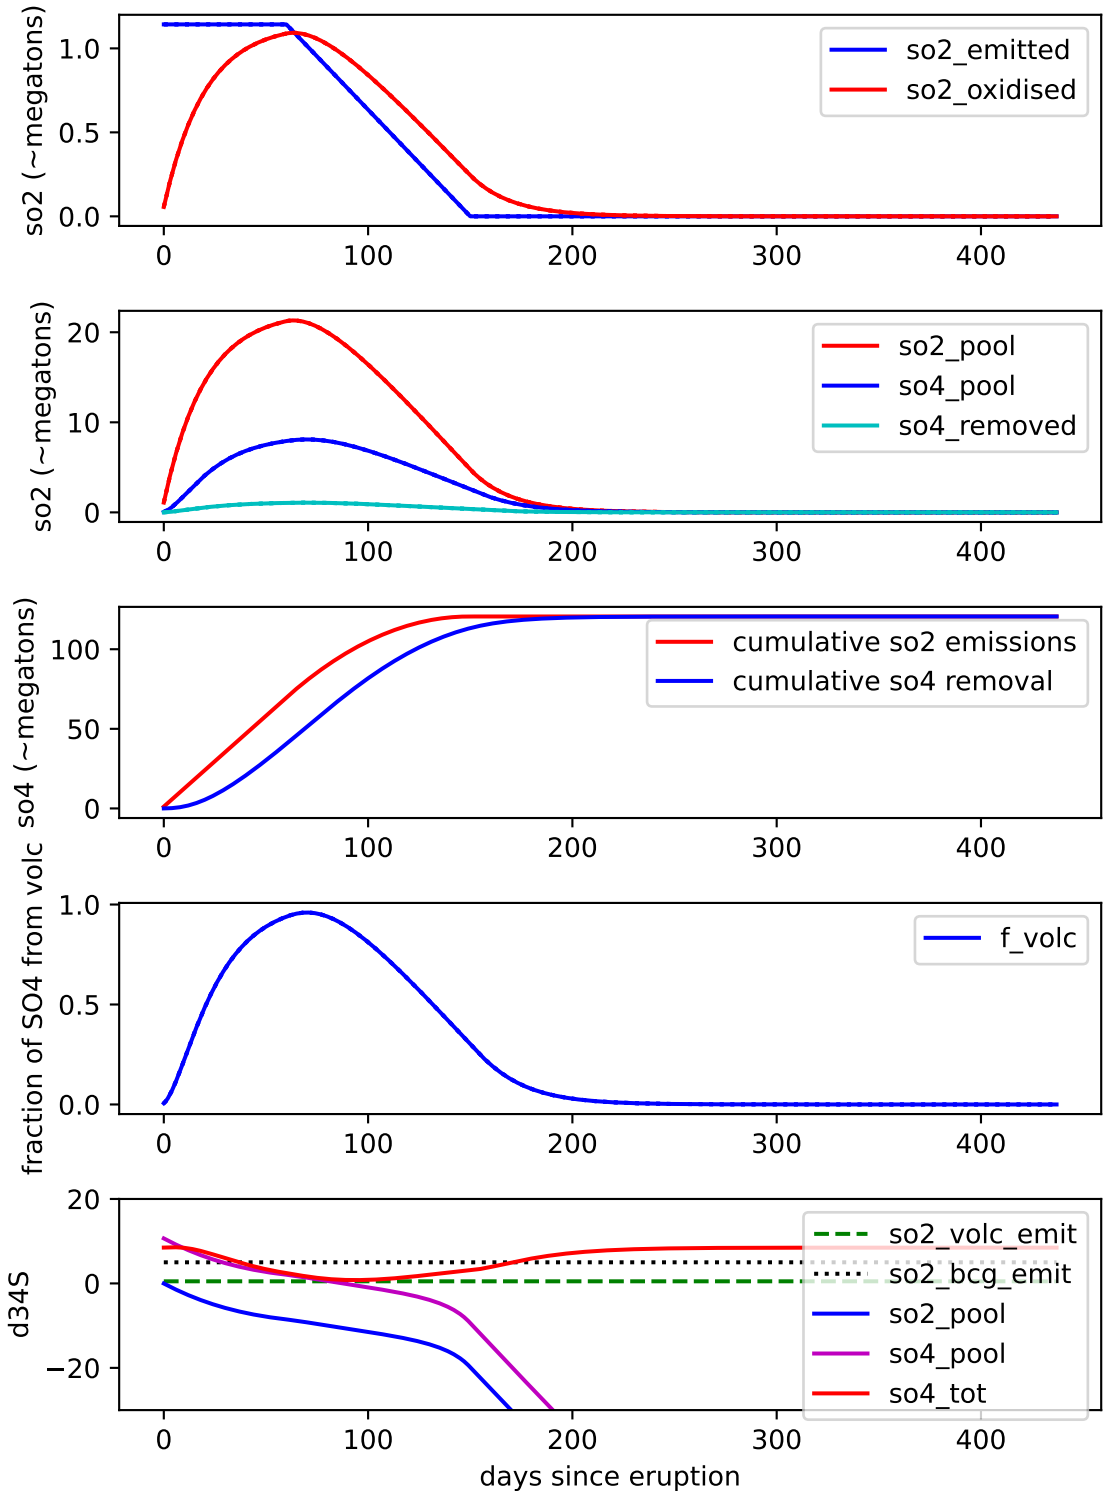 so2 (~megatons)
1.0
0.5
0.0
so2_emitted
so2_oxidised
0 100 200 300 400
so2 (~megatons)
20
10
0
so2_pool
so4_pool
so4_removed
0 100 200 300 400
so4 (~megatons)
100
50
0
cumulative so2 emissions
cumulative so4 removal
0 100 200 300 400
fraction of SO4 from volc
1.0
0.5
0.0
f_volc
0 100 200 300 400
d34S
20
0
−20
so2_volc_emit
so2_bcg_emit
so2_pool
so4_pool
so4_tot
0 100 200 300 400
days since eruption